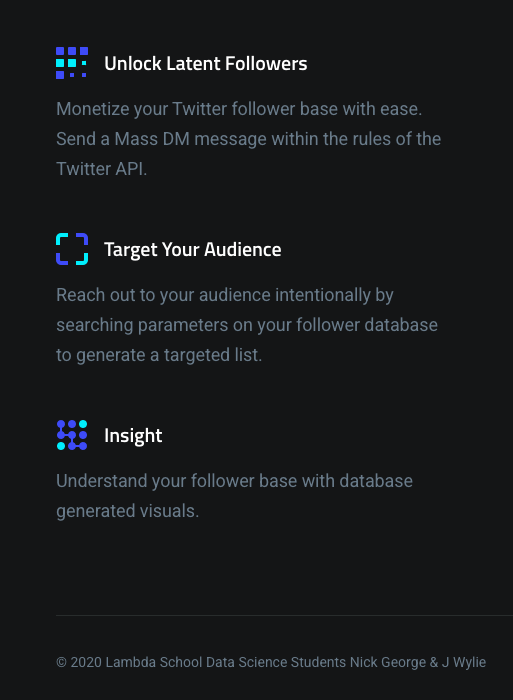 Unlock Latent Followers
Monetize your Twitter follower base with ease.
Send a Mass DM message within the rules of the
Twitter API.
Target Your Audience
Reach out to your audience intentionally by
searching parameters on your follower database
to generate a targeted list.
Insight
Understand your follower base with database
generated visuals.
© 2020 Lambda School Data Science Students Nick George & J Wylie